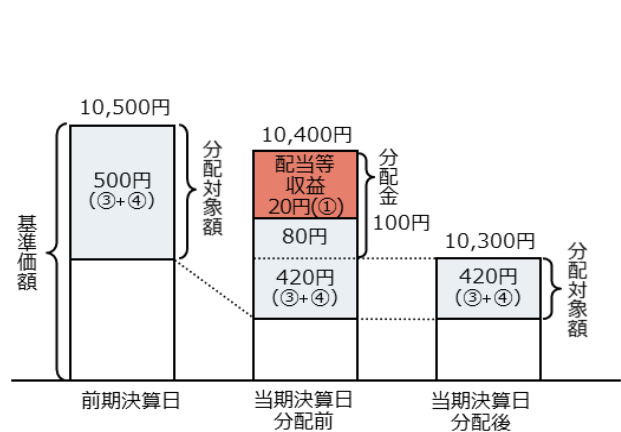 10,500円
500円
(③+④)
分配対象額
基準価額
前期決算日
10,400円
配当等
収益
20円(①)
80円
420円
(③+④)
分配金
100円
当期決算日
分配前
10,300円
420円
(③+④)
分配対象額
当期決算日
分配後